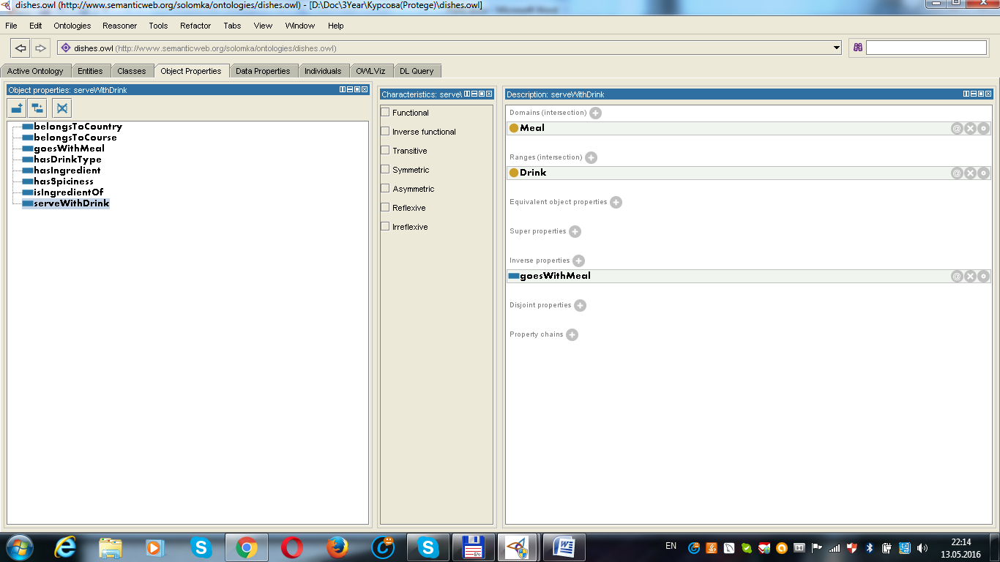 dishes.owl (http://www.semanticweb.org/solomka/ontologies/dishes.owl) - [D:\Doc\3Year\Курсова(Protege)\dishes.owl]
File Edit Ontologies Reasoner Tools Refactor Tabs View Window Help
dishes.owl (http://www.semanticweb.org/solomka/ontologies/dishes.owl)
Active Ontology Entities Classes Object Properties Data Properties Individuals OWLViz DL Query
Object properties: serveWithDrink
belongsToCountry
belongsToCourse
goesWithMeal
hasDrinkType
hasIngredient
hasSpiciness
isIngredientOf
serveWithDrink
Characteristics: serve\
Functional
Inverse functional
Transitive
Symmetric
Asymmetric
Reflexive
Irreflexive
Description: serveWithDrink
Domains (intersection)
Meal
Ranges (intersection)
Drink
Equivalent object properties
Super properties
Inverse properties
goesWithMeal
Disjoint properties
Property chains
EN
22:14
13.05.2016